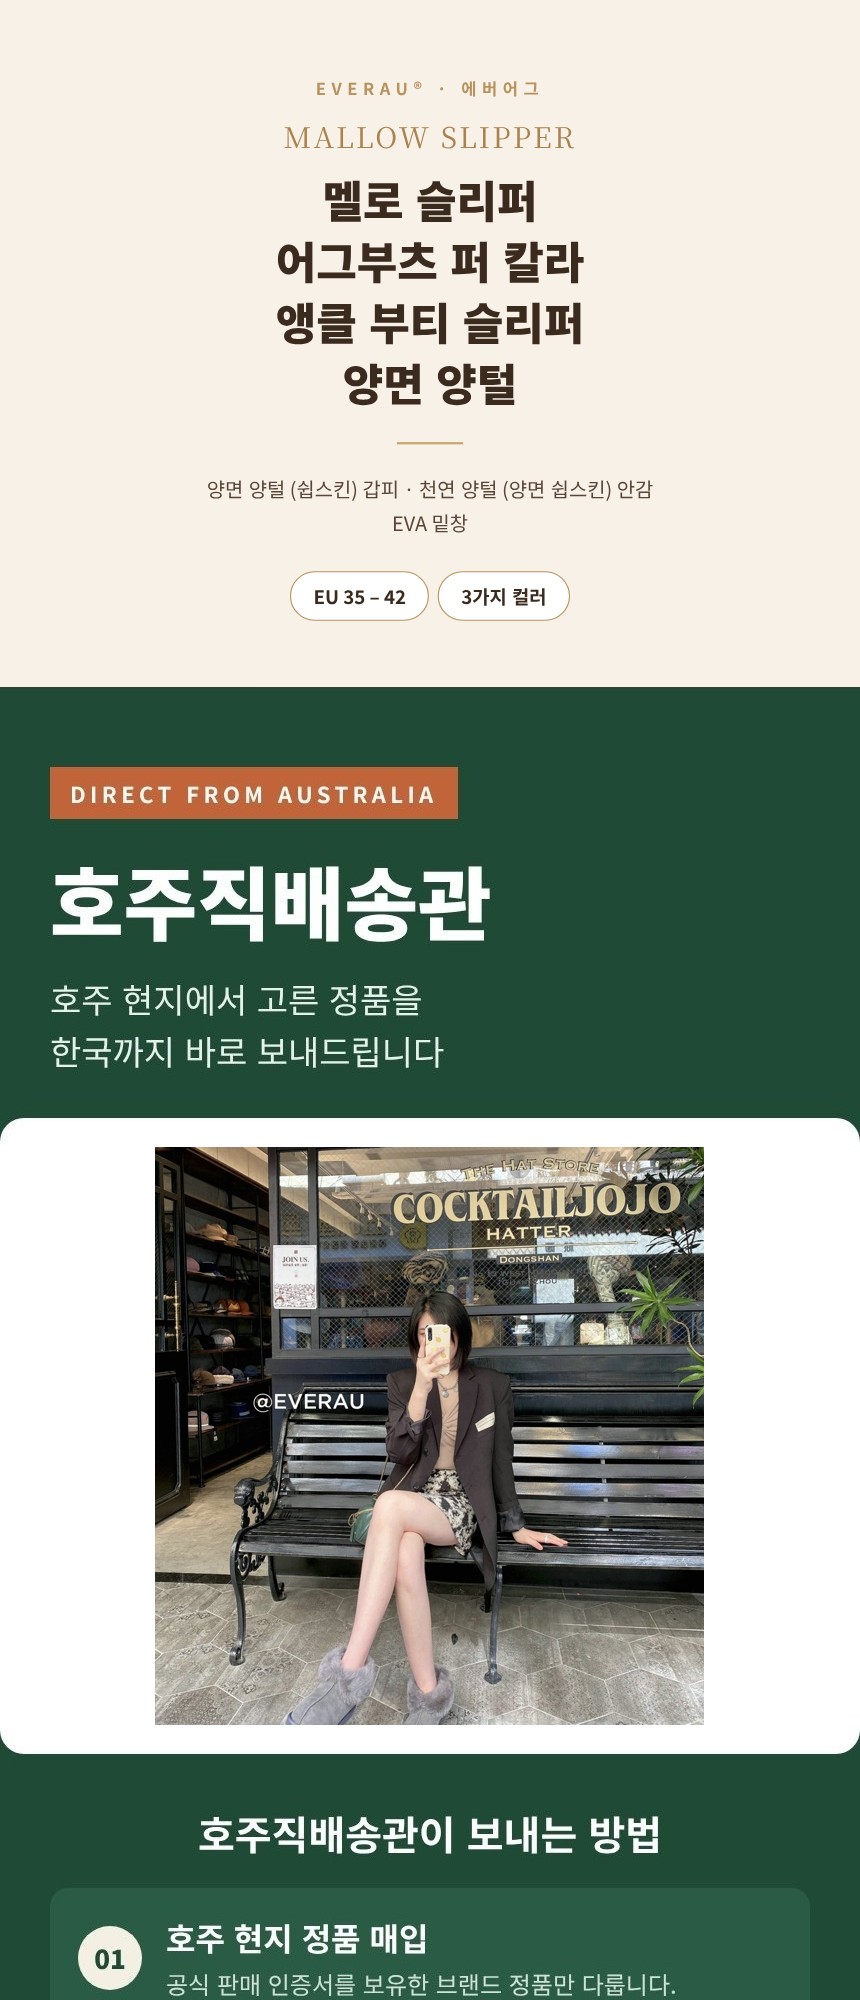 EVERAU® · 에버어그
MALLOW SLIPPER
멜로 슬리퍼
어그부츠 퍼 칼라
앵클 부티 슬리퍼
양면 양털
양면 양털 (쉽스킨) 갑피 · 천연 양털 (양면 쉽스킨) 안감
EVA 밑창
EU 35 – 42
3가지 컬러
DIRECT FROM AUSTRALIA
호주직배송관
호주 현지에서 고른 정품을
한국까지 바로 보내드립니다
THE HAT STORE
COCKTAILJOJO
HATTER
DONGSHAN
JOIN US.
@EVERAU
호주직배송관이 보내는 방법
01
호주 현지 정품 매입
공식 판매 인증서를 보유한 브랜드 정품만 다룹니다.